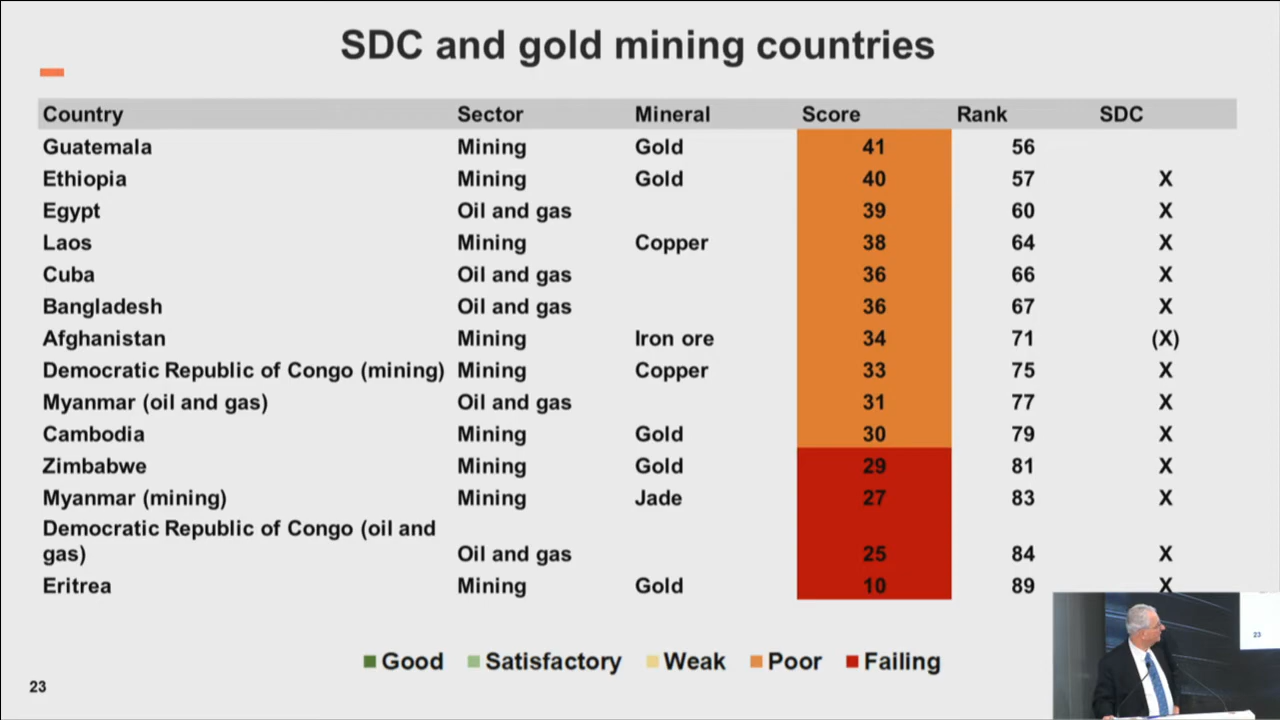 SDC and gold mining countries
Country Sector Mineral Score Rank SDC
Guatemala Mining Gold 41 56
Ethiopia Mining Gold 40 57 X
Egypt Oil and gas 39 60 X
Laos Mining Copper 38 64 X
Cuba Oil and gas 36 66 X
Bangladesh Oil and gas 36 67 X
Afghanistan Mining Iron ore 34 71 (X)
Democratic Republic of Congo (mining) Mining Copper 33 75 X
Myanmar (oil and gas) Oil and gas 31 77 X
Cambodia Mining Gold 30 79 X
Zimbabwe Mining Gold 29 81 X
Myanmar (mining) Mining Jade 27 83 X
Democratic Republic of Congo (oil and
gas) Oil and gas 25 84 X
Eritrea Mining Gold 10 89 X
Good Satisfactory Weak Poor Failing
23
23